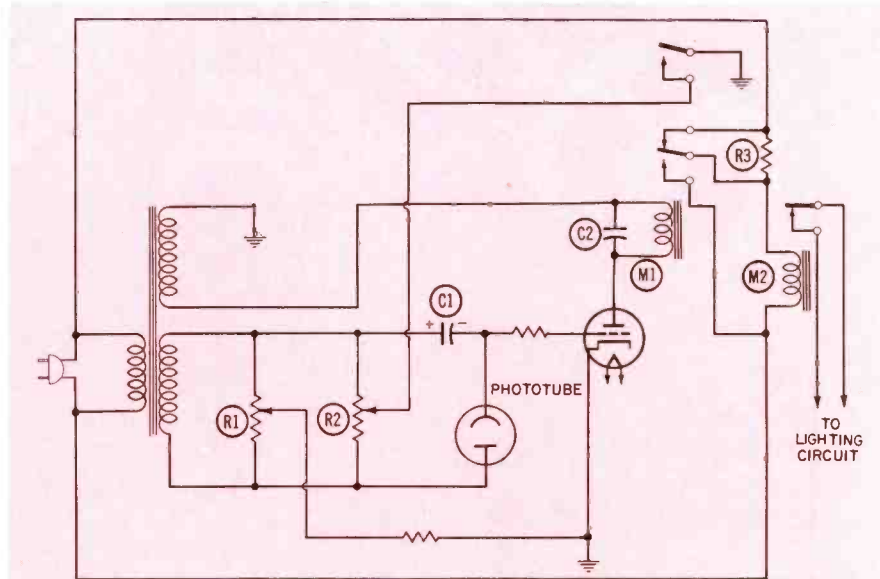 R3
C2
M1
M2
C1
+ -
R1
R2
PHOTOTUBE
TO
LIGHTING
CIRCUIT